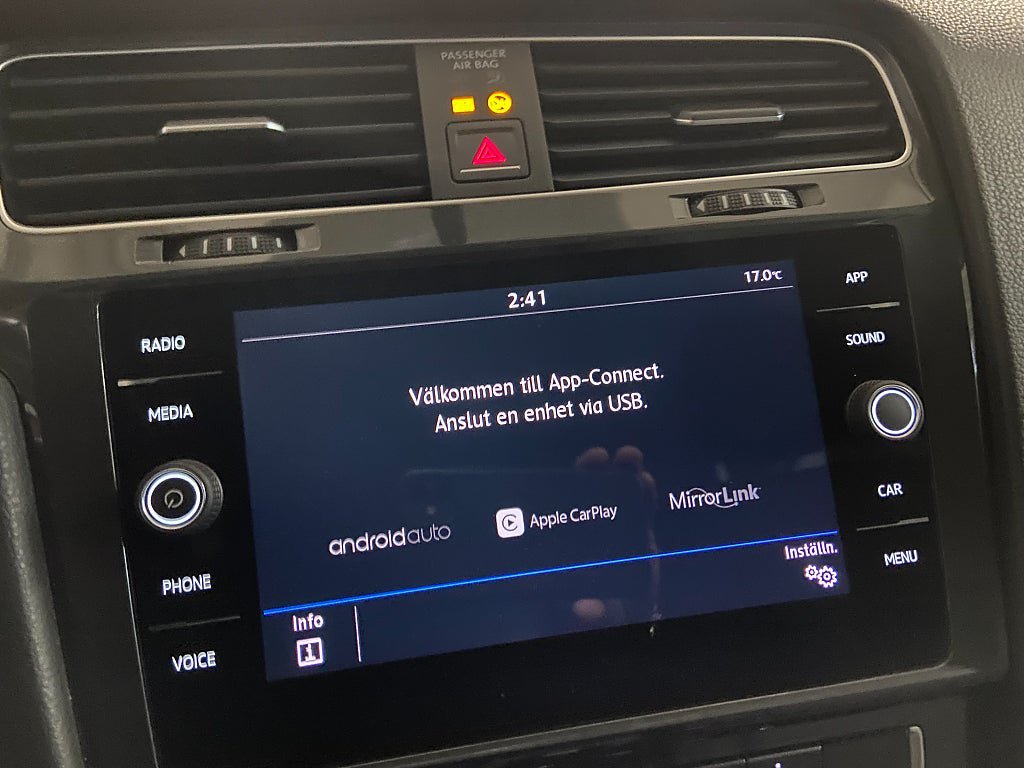 PASSENGER
AIR BAG
2:41
17.0°C
APP
RADIO
SOUND
Välkommen till App-Connect.
Anslut en enhet via USB.
MEDIA
androidauto
Apple CarPlay
MirrorLink™
CAR
PHONE
Inställn.
MENU
Info
VOICE